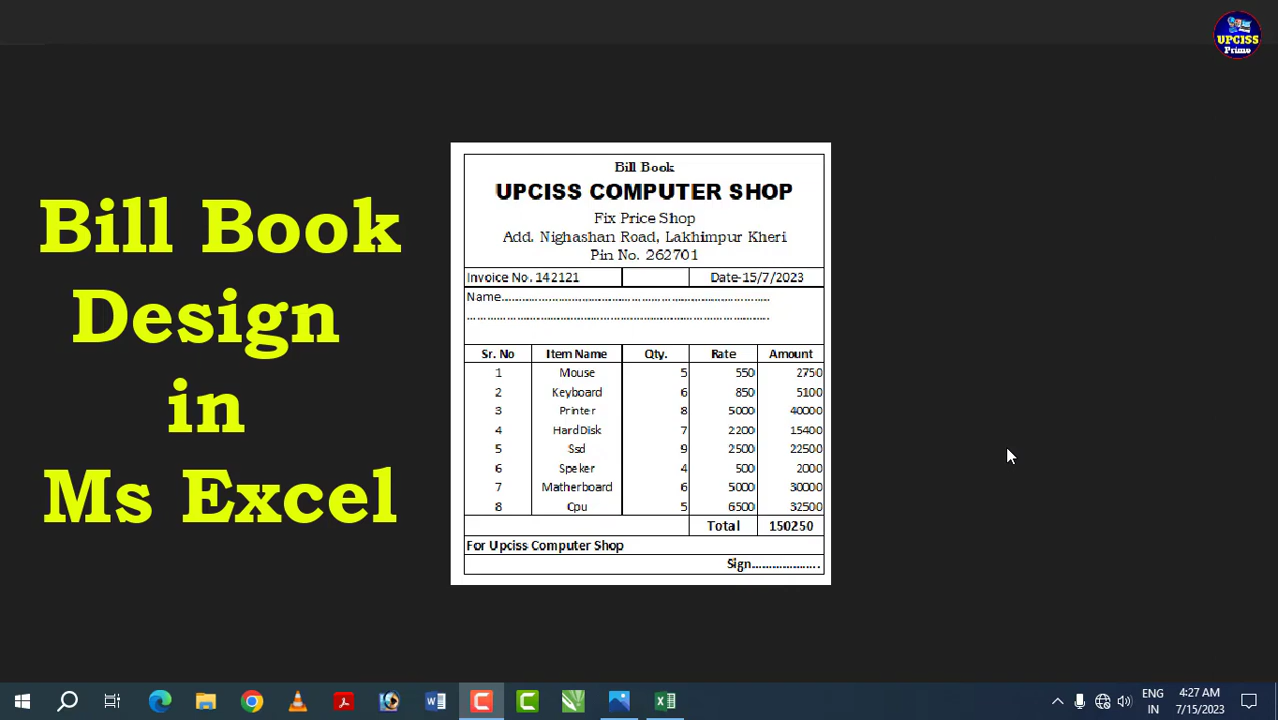 UPCISS
Primo
Bill Book
Design
in
Ms Excel
Bill Book
UPCISS COMPUTER SHOP
Fix Price Shop
Add. Nighashan Road, Lakhimpur Kheri
Pin No. 262701
Invoice No. 142121 Date-15/7/2023
Name........................................................................
........................................................................
Sr. No Item Name Qty. Rate Amount
1 Mouse 5 550 2750
2 Keyboard 6 850 5100
3 Printer 8 5000 40000
4 HardDisk 7 2200 15400
5 Ssd 9 2500 22500
6 Speker 4 500 2000
7 Matherboard 6 5000 30000
8 Cpu 5 6500 32500
Total 150250
For Upciss Computer Shop
Sign....................
ENG
IN
4:27 AM
7/15/2023